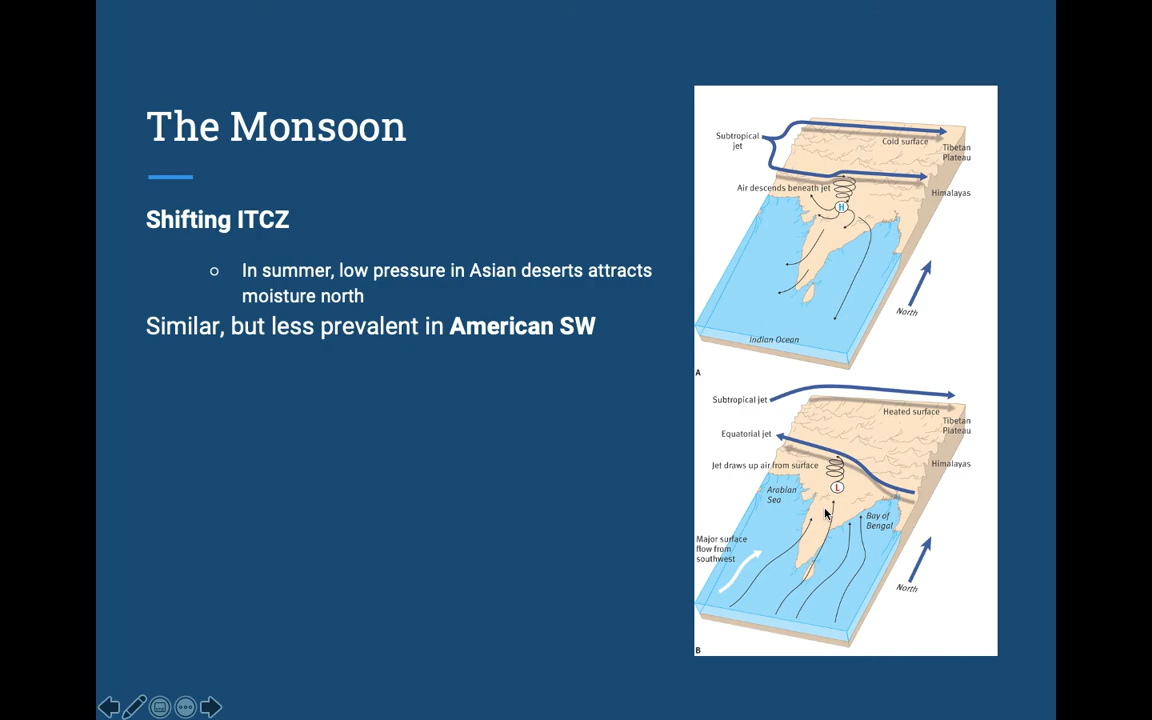 The Monsoon
Shifting ITCZ
In summer, low pressure in Asian deserts attracts
moisture north
Similar, but less prevalent in American SW
Subtropical
jet
Cold surface
Tibetan
Plateau
Air descends beneath jet
Himalayas
H
North
Indian Ocean
A
Subtropical jet
Heated surface
Tibetan
Plateau
Equatorial jet
Jet draws up air from surface
Himalayas
L
Arabian
Sea
Bay of
Bengal
Major surface
flow from
southwest
North
B